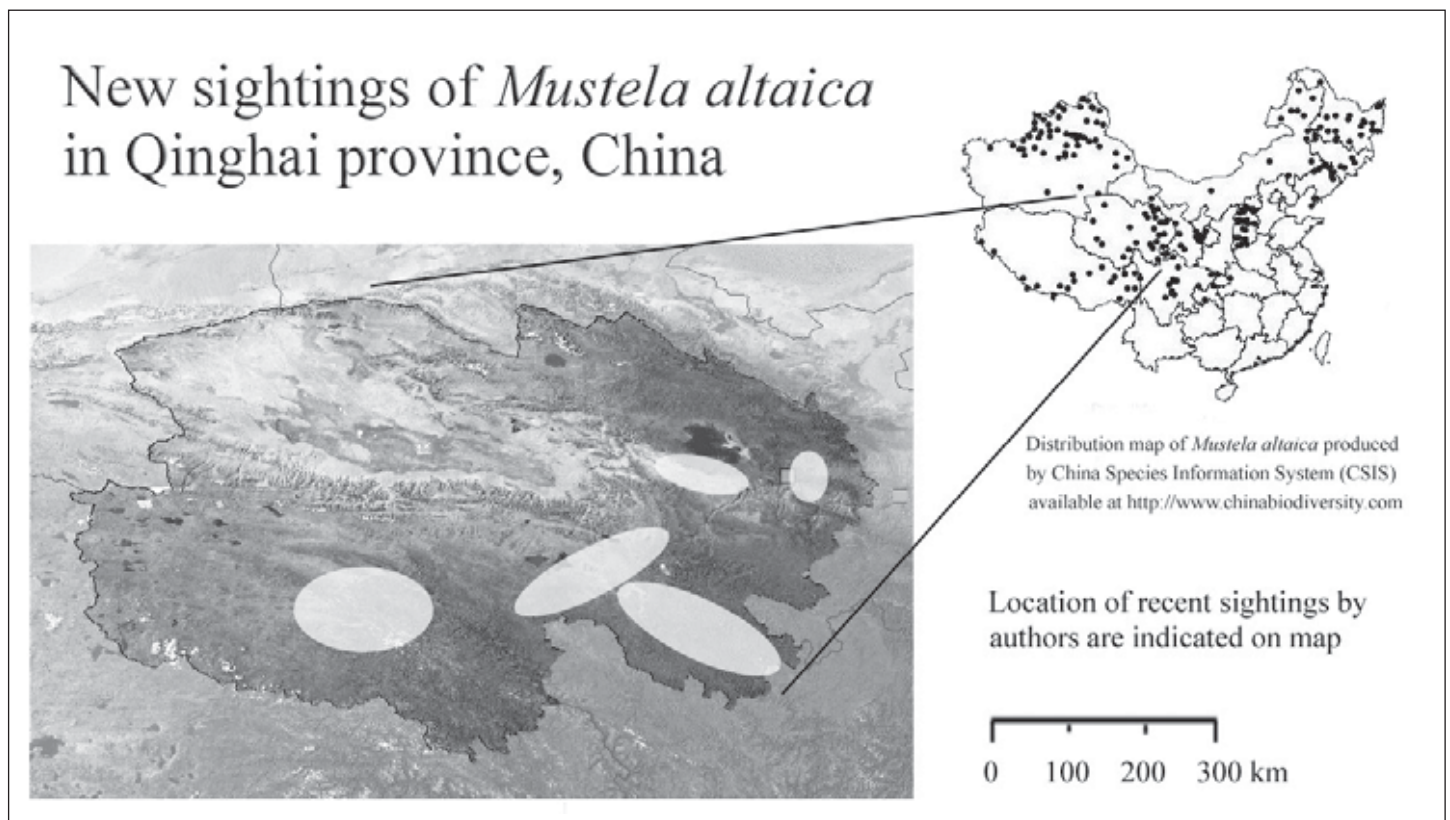 New sightings of Mustela altaica
in Qinghai province, China
Distribution map of Mustela altaica produced
by China Species Information System (CSIS)
available at http://www.chinabiodiversity.com
Location of recent sightings by
authors are indicated on map
0 100 200 300 km